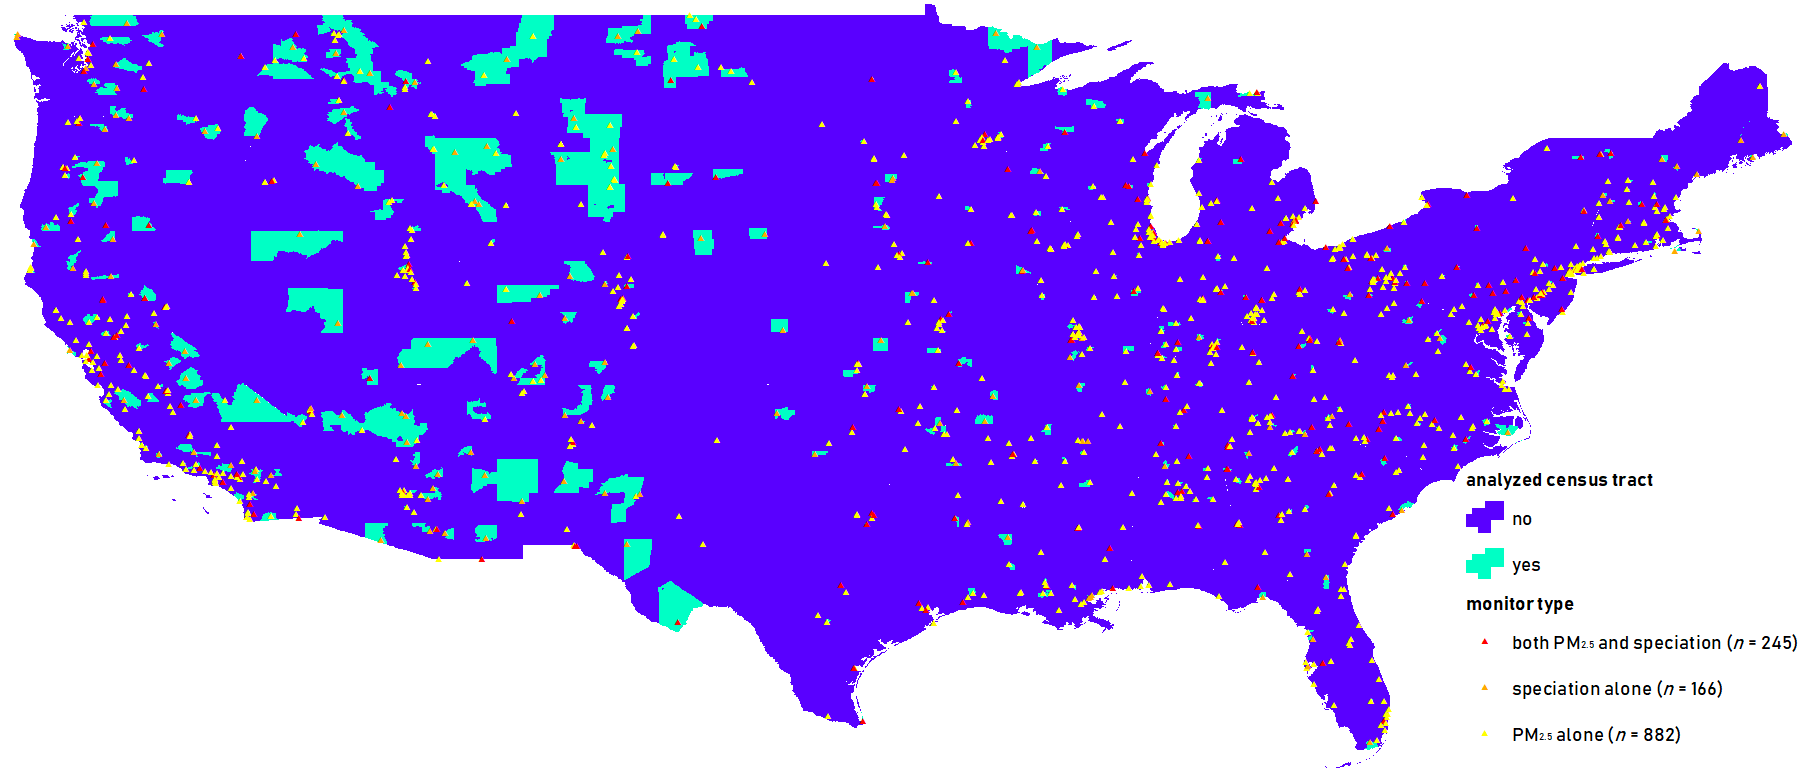 analyzed census tract
no
yes
monitor type
both PM2.5 and speciation (n = 245)
speciation alone (n = 166)
PM2.5 alone (n = 882)